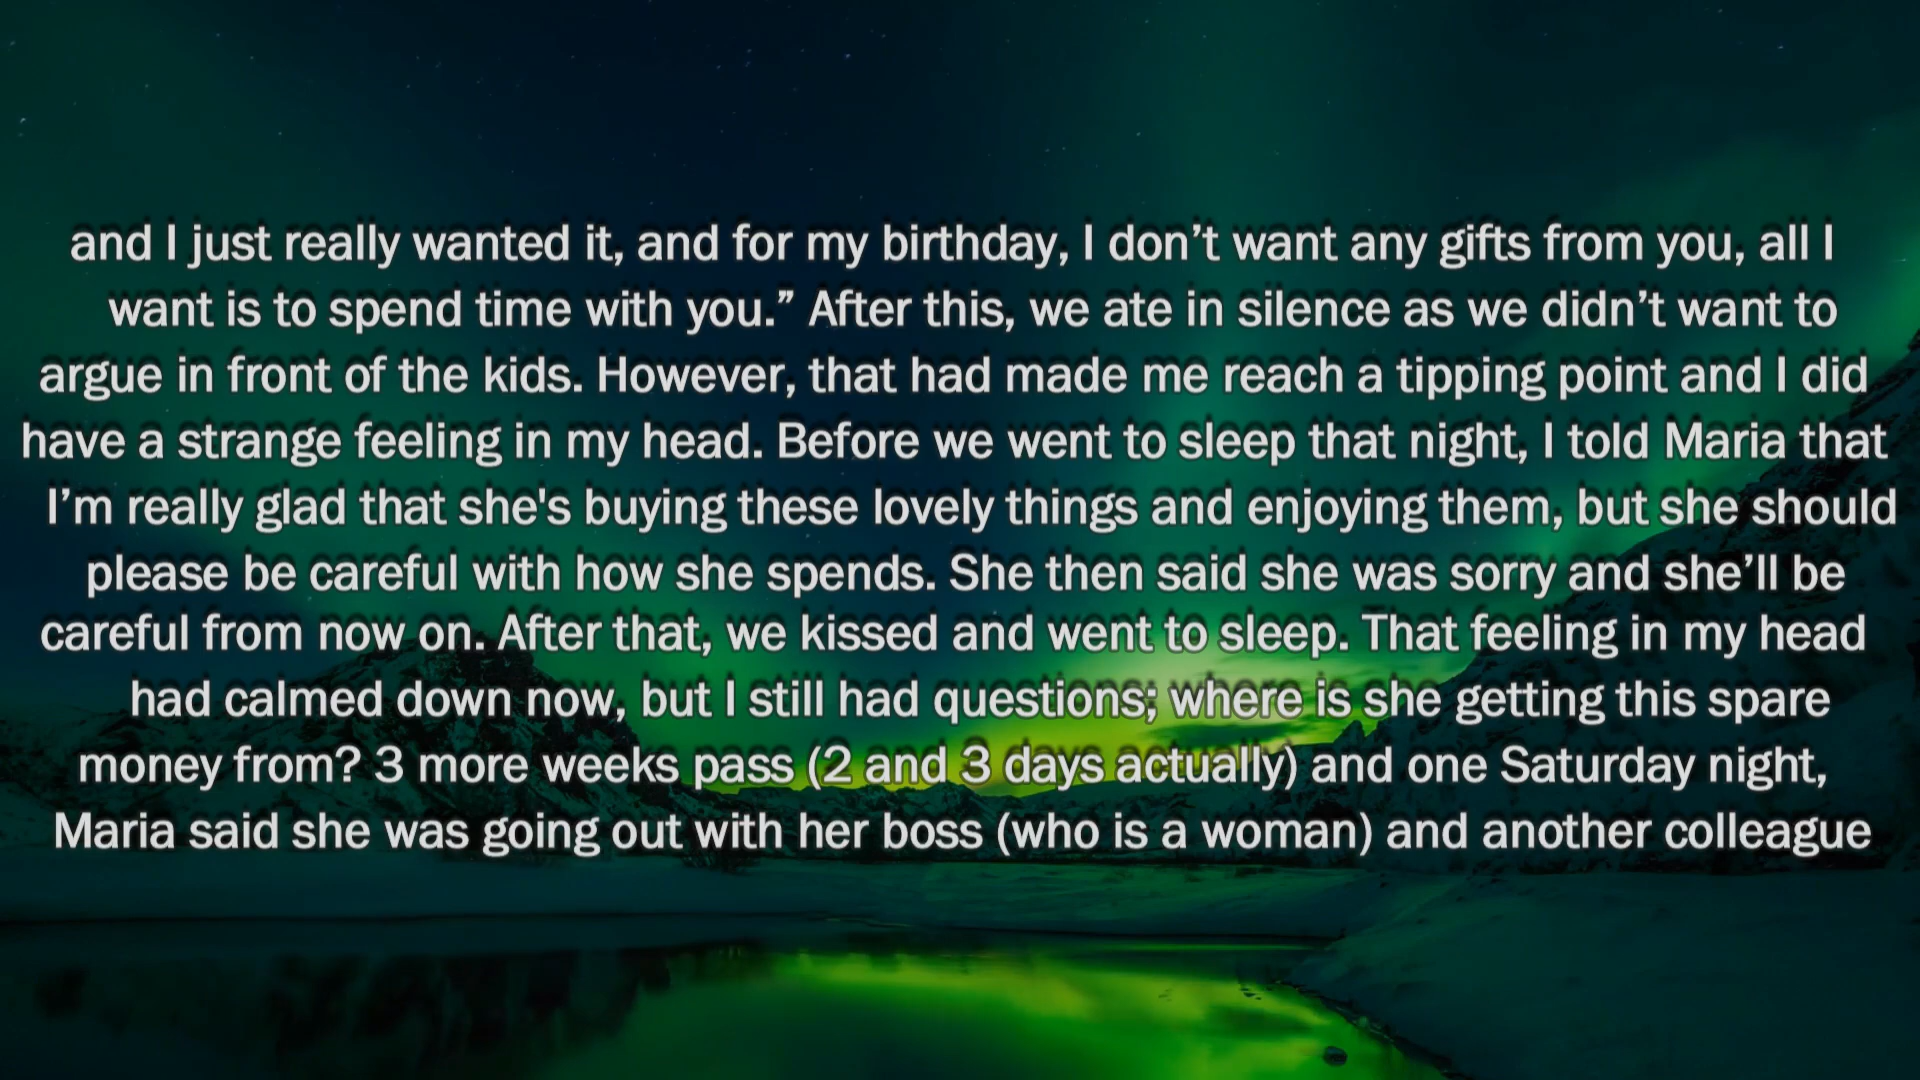 and I just really wanted it, and for my birthday, I don’t want any gifts from you, all I
want is to spend time with you.” After this, we ate in silence as we didn’t want to
argue in front of the kids. However, that had made me reach a tipping point and I did
have a strange feeling in my head. Before we went to sleep that night, I told Maria that
I’m really glad that she's buying these lovely things and enjoying them, but she should
please be careful with how she spends. She then said she was sorry and she’ll be
careful from now on. After that, we kissed and went to sleep. That feeling in my head
had calmed down now, but I still had questions; where is she getting this spare
money from? 3 more weeks pass (2 and 3 days actually) and one Saturday night,
Maria said she was going out with her boss (who is a woman) and another colleague